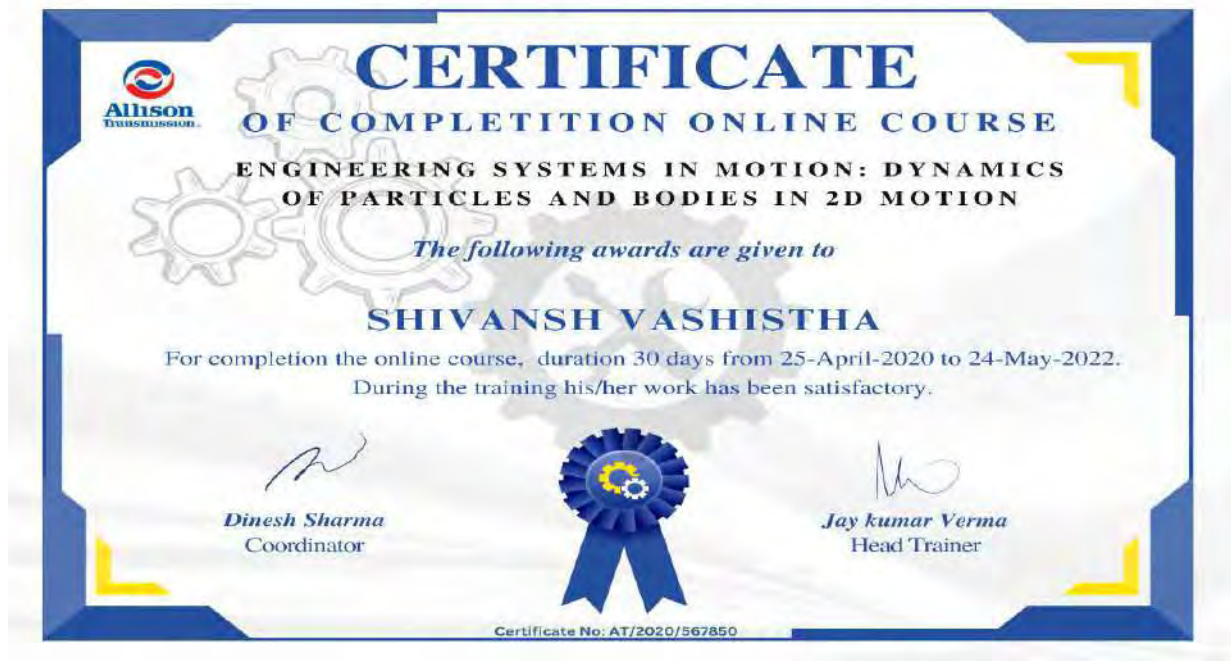 Allison
Transmission.
CERTIFICATE
OF COMPLETITION ONLINE COURSE
ENGINEERING SYSTEMS IN MOTION: DYNAMICS
OF PARTICLES AND BODIES IN 2D MOTION
The following awards are given to
SHIVANSH VASHISTHA
For completion the online course, duration 30 days from 25-April-2020 to 24-May-2022.
During the training his/her work has been satisfactory.
Dinesh Sharma
Coordinator
Jay kumar Verma
Head Trainer
Certificate No: AT/2020/567850